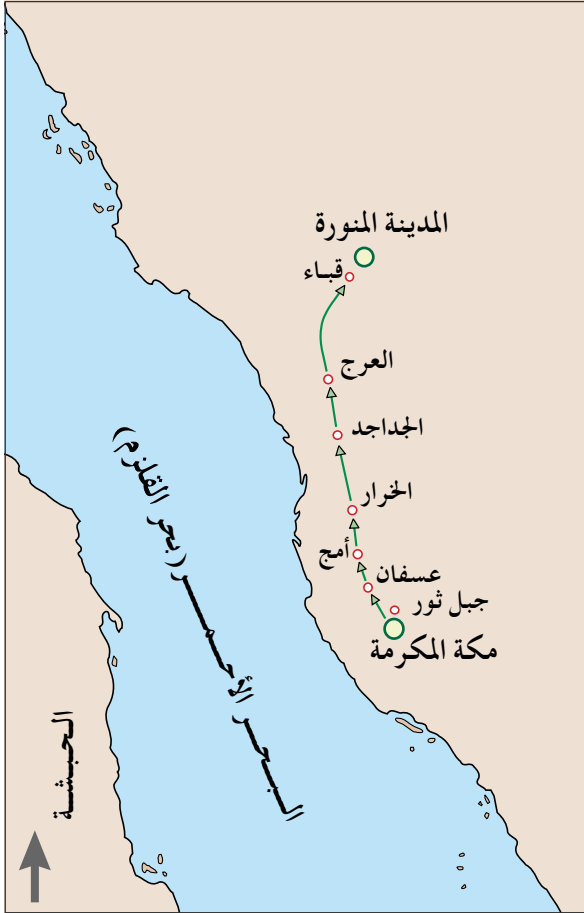 المدينة المنورة
قباء
العرج
الجداجد
الخرار
أمج
عسفان
جبل ثور
مكة المكرمة
البحر الأحمر (بحر القلزم)
الحبشة